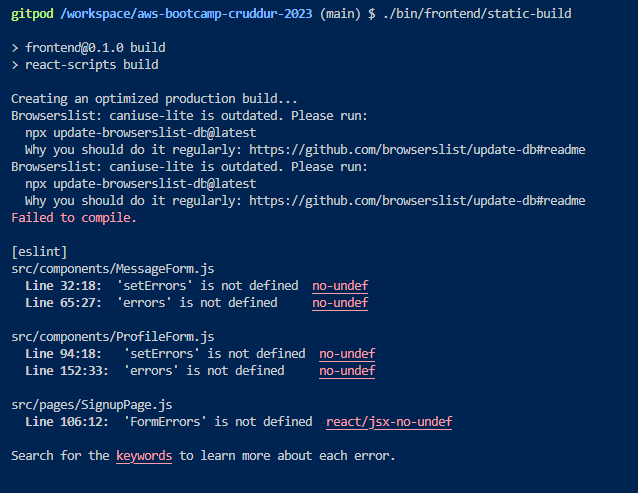 gitpod /workspace/aws-bootcamp-cruddur-2023 (main) $ ./bin/frontend/static-build
> frontend@0.1.0 build
> react-scripts build
Creating an optimized production build...
Browserslist: caniuse-lite is outdated. Please run:
  npx update-browserslist-db@latest
  Why you should do it regularly: https://github.com/browserslist/update-db#readme
Browserslist: caniuse-lite is outdated. Please run:
  npx update-browserslist-db@latest
  Why you should do it regularly: https://github.com/browserslist/update-db#readme
Failed to compile.
[eslint]
src/components/MessageForm.js
  Line 32:18:  'setErrors' is not defined  no-undef
  Line 65:27:  'errors' is not defined     no-undef
src/components/ProfileForm.js
  Line 94:18:   'setErrors' is not defined  no-undef
  Line 152:33:  'errors' is not defined     no-undef
src/pages/SignupPage.js
  Line 106:12:  'FormErrors' is not defined  react/jsx-no-undef
Search for the keywords to learn more about each error.